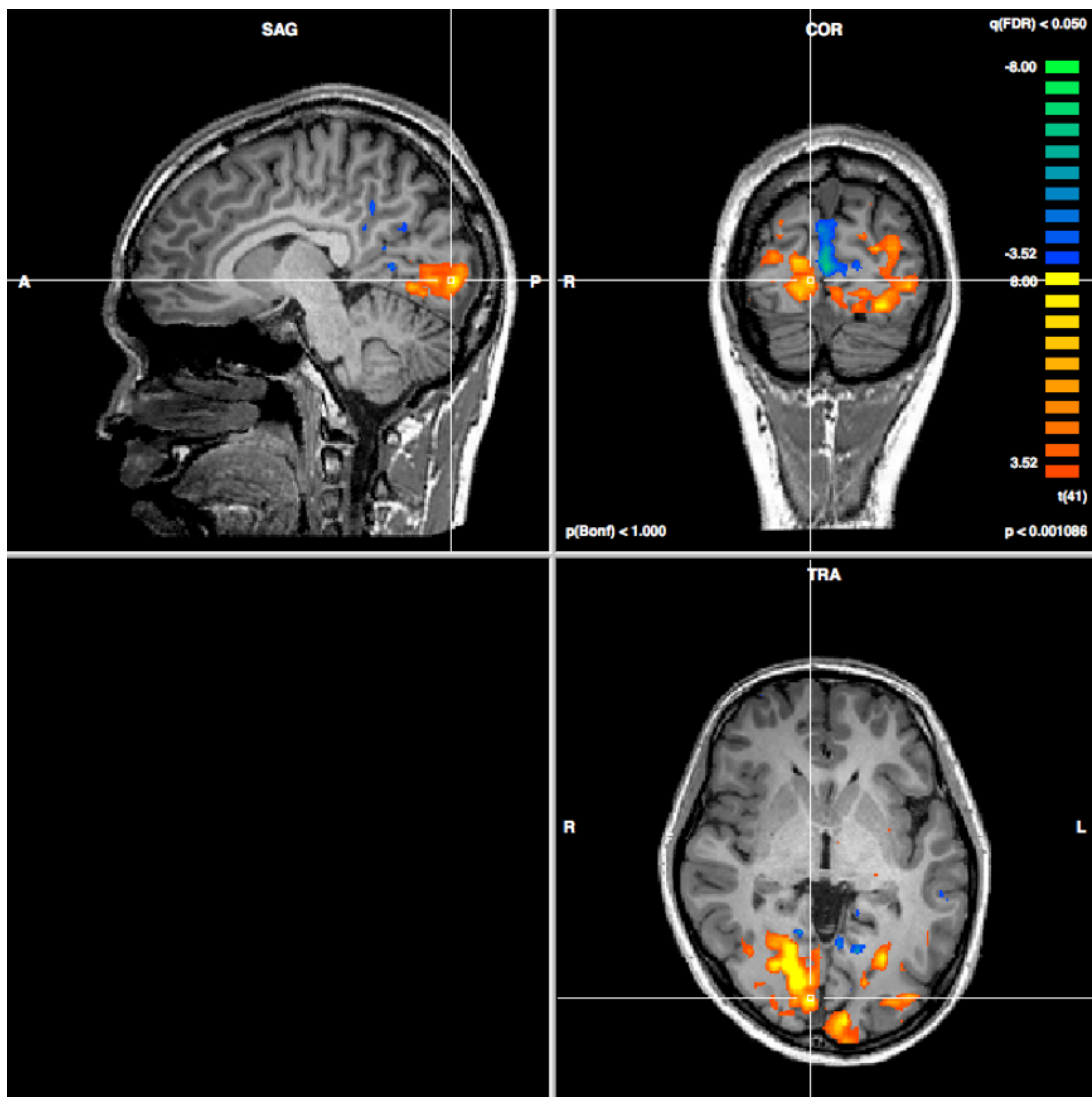 SAG
A
P
COR
q(FDR) < 0.050
-8.00
-3.52
8.00
3.52
t(41)
R
p(Bonf) < 1.000
p < 0.001086
TRA
R
L